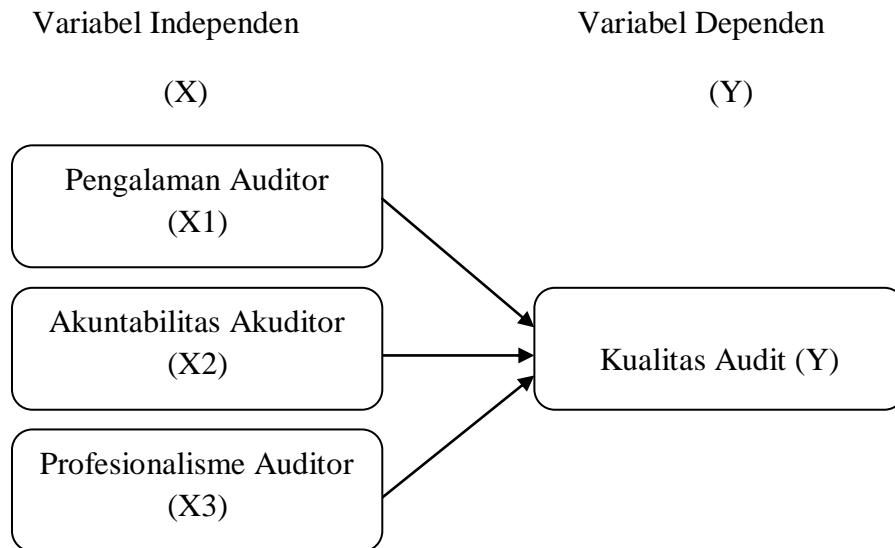 Variabel Independen
Variabel Dependen
(X)
(Y)
Pengalaman Auditor
(X1)
Akuntabilitas Akuditor
(X2)
Kualitas Audit (Y)
Profesionalisme Auditor
(X3)